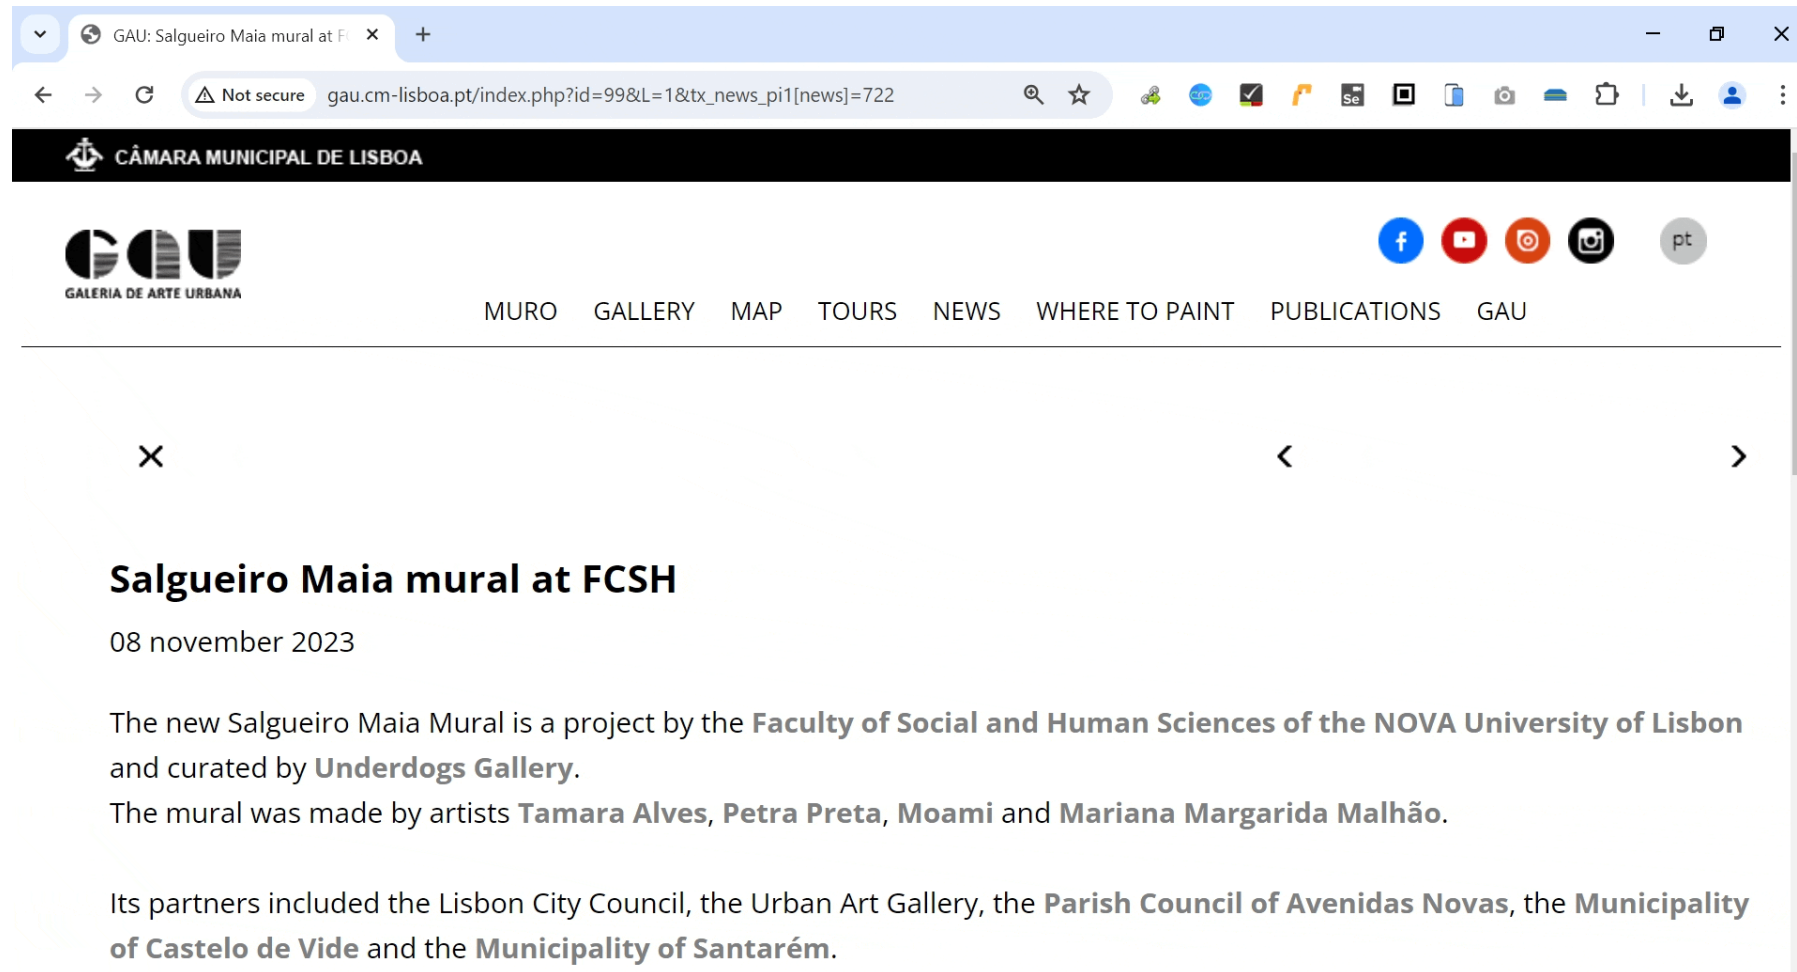 GAU: Salgueiro Maia mural at F
Not secure
gau.cm-lisboa.pt/index.php?id=99&L=1&tx_news_pi1[news]=722
Se
CÂMARA MUNICIPAL DE LISBOA
GAU
GALERIA DE ARTE URBANA
pt
MURO GALLERY MAP TOURS NEWS WHERE TO PAINT PUBLICATIONS GAU
Salgueiro Maia mural at FCSH
08 november 2023
The new Salgueiro Maia Mural is a project by the Faculty of Social and Human Sciences of the NOVA University of Lisbon
and curated by Underdogs Gallery.
The mural was made by artists Tamara Alves, Petra Preta, Moami and Mariana Margarida Malhão.
Its partners included the Lisbon City Council, the Urban Art Gallery, the Parish Council of Avenidas Novas, the Municipality
of Castelo de Vide and the Municipality of Santarém.